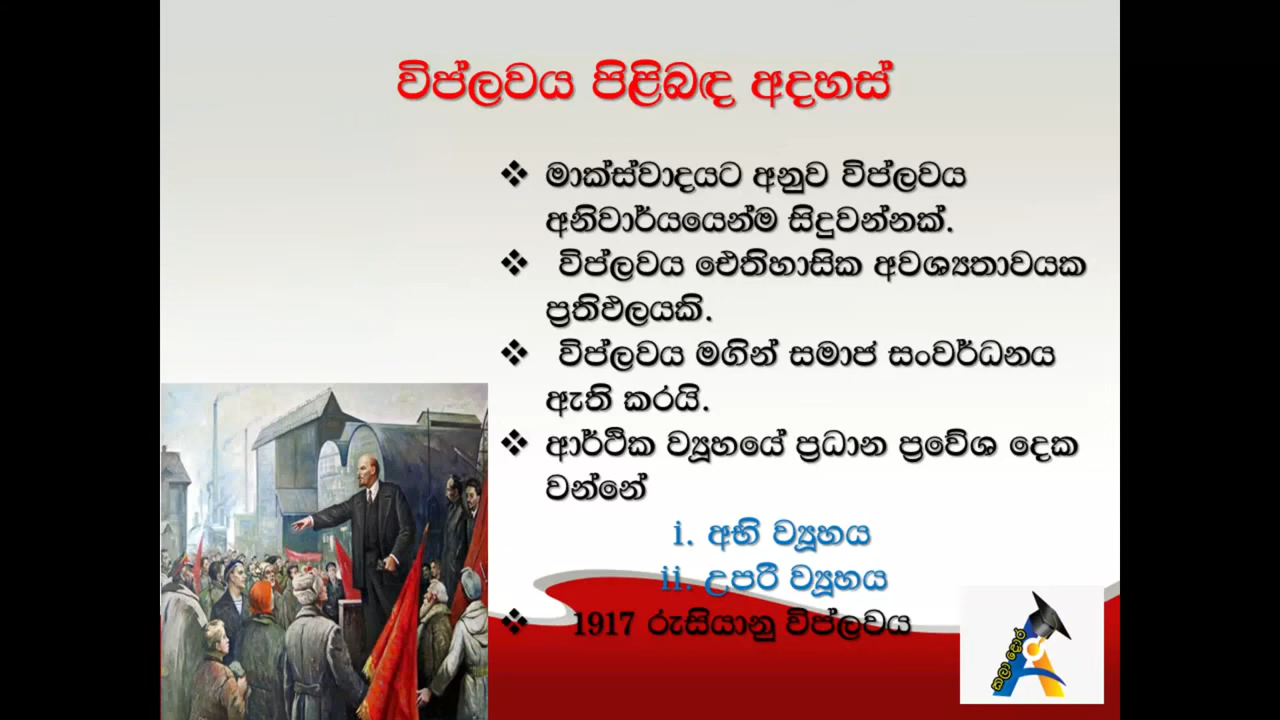 විප්ලවය පිළිබඳ අදහස්
❖ මාක්ස්වාදයට අනුව විප්ලවය
අනිවාර්යයෙන්ම සිදුවන්නක්.
❖ විප්ලවය ඓතිහාසික අවශ්‍යතාවයක
ප්‍රතිඵලයකි.
❖ විප්ලවය මගින් සමාජ සංවර්ධනය
ඇති කරයි.
❖ ආර්ථික ව්‍යුහයේ ප්‍රධාන ප්‍රවේශ දෙක
වන්නේ
i. අභි ව්‍යූහය
ii. උපරි ව්‍යූහය
❖ 1917 රුසියානු විප්ලවය
කලා දොර